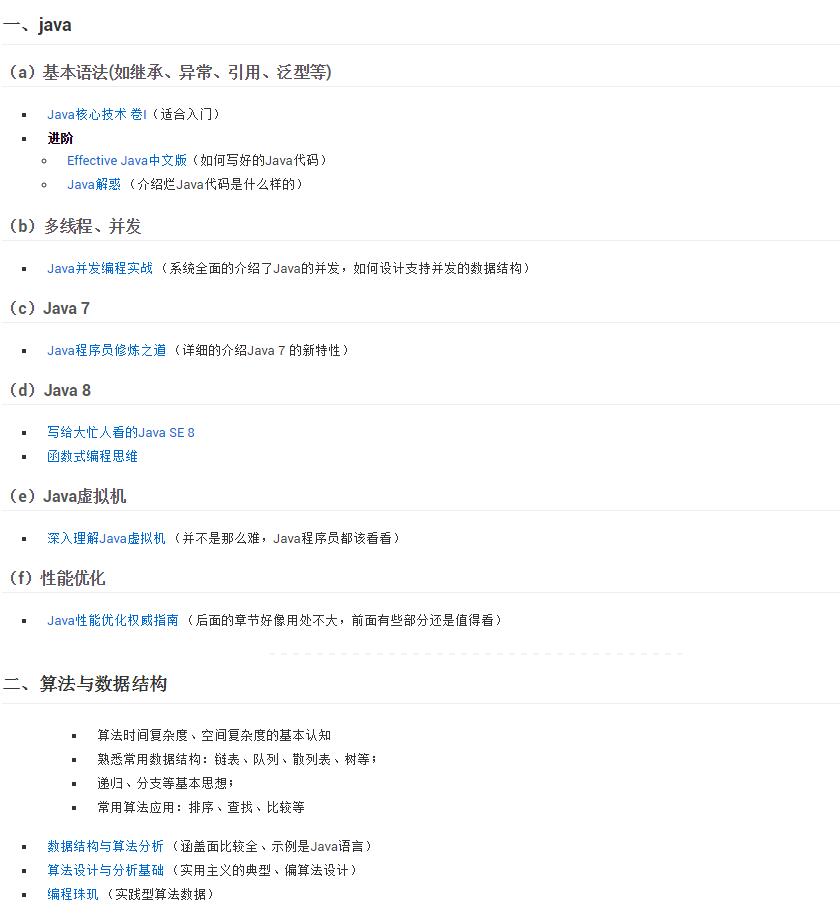 一、java
（a）基本语法(如继承、异常、引用、泛型等)
Java核心技术 卷I（适合入门）
进阶
Effective Java中文版（如何写好的Java代码）
Java解惑 （介绍烂Java代码是什么样的）
（b）多线程、并发
Java并发编程实战 （系统全面的介绍了Java的并发，如何设计支持并发的数据结构）
（c）Java 7
Java程序员修炼之道 （详细的介绍Java 7 的新特性）
（d）Java 8
写给大忙人看的Java SE 8
函数式编程思维
（e）Java虚拟机
深入理解Java虚拟机 （并不是那么难，Java程序员都该看看）
（f）性能优化
Java性能优化权威指南 （后面的章节好像用处不大，前面有些部分还是值得看）
二、算法与数据结构
算法时间复杂度、空间复杂度的基本认知
熟悉常用数据结构：链表、队列、散列表、树等；
递归、分支等基本思想；
常用算法应用：排序、查找、比较等
数据结构与算法分析 （涵盖面比较全、示例是Java语言）
算法设计与分析基础 （实用主义的典型、偏算法设计）
编程珠玑 （实践型算法数据）